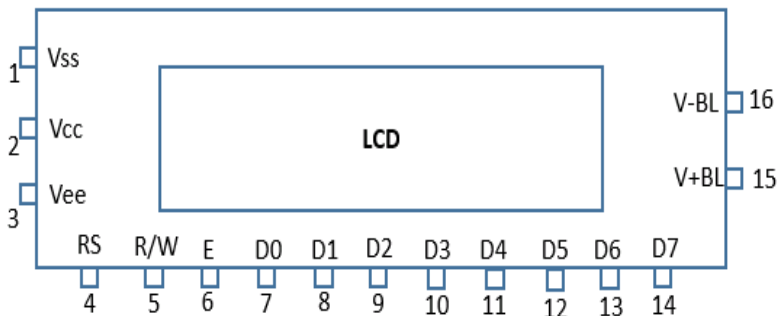 1 Vss
2 Vcc
3 Vee
LCD
V-BL 16
V+BL 15
RS R/W E D0 D1 D2 D3 D4 D5 D6 D7
4 5 6 7 8 9 10 11 12 13 14